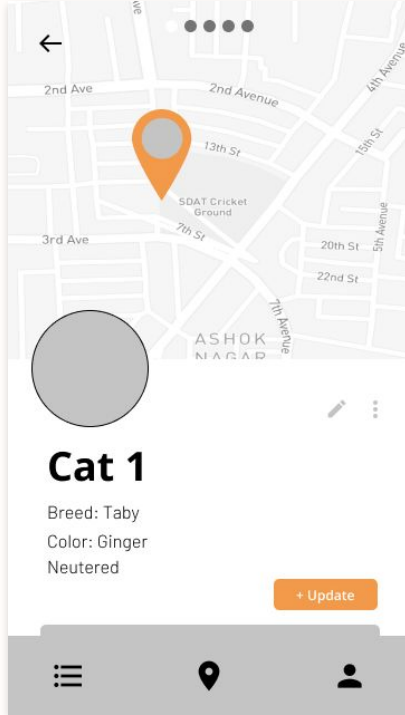 2nd Ave
2nd Avenue
4th Avenue
13th St
15th St
SDAT Cricket
Ground
7th St
3rd Ave
20th St
5th Avenue
22nd St
7th Avenue
ASHOK
NAGAR
Cat 1
Breed: Taby
Color: Ginger
Neutered
+ Update